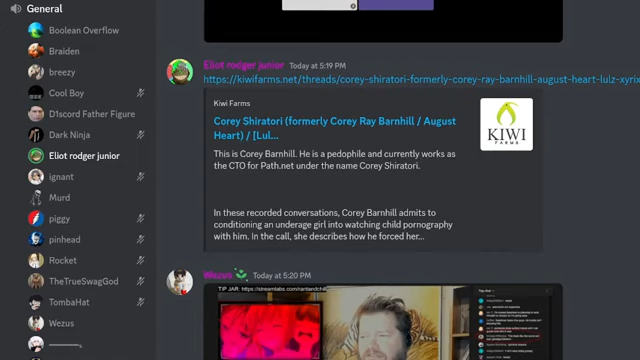 General
Boolean Overflow
Braiden
breezy
Cool Boy
D1scord Father Figure
Dark Ninja
Eliot rodger junior
ignant
Murd
piggy
pinhead
Rocket
TheTrueSwagGod
TombaHat
Wezus
Eliot rodger junior Today at 5:19 PM
https://kiwifarms.net/threads/corey-shiratori-formerly-corey-ray-barnhill-august-heart-lulz-xyrix
Kiwi Farms
Corey Shiratori (formerly Corey Ray Barnhill / August
Heart) / [Lul...
This is Corey Barnhill. He is a pedophile and currently works as
the CTO for Path.net under the name Corey Shiratori.
In these recorded conversations, Corey Barnhill admits to
conditioning an underage girl into watching child pornography
with him. In the call, she describes how he forced her...
KIWI
FARMS
Wezus Today at 5:20 PM
TIP JAR: https://streamlabs.com/rantandchill
Top chat